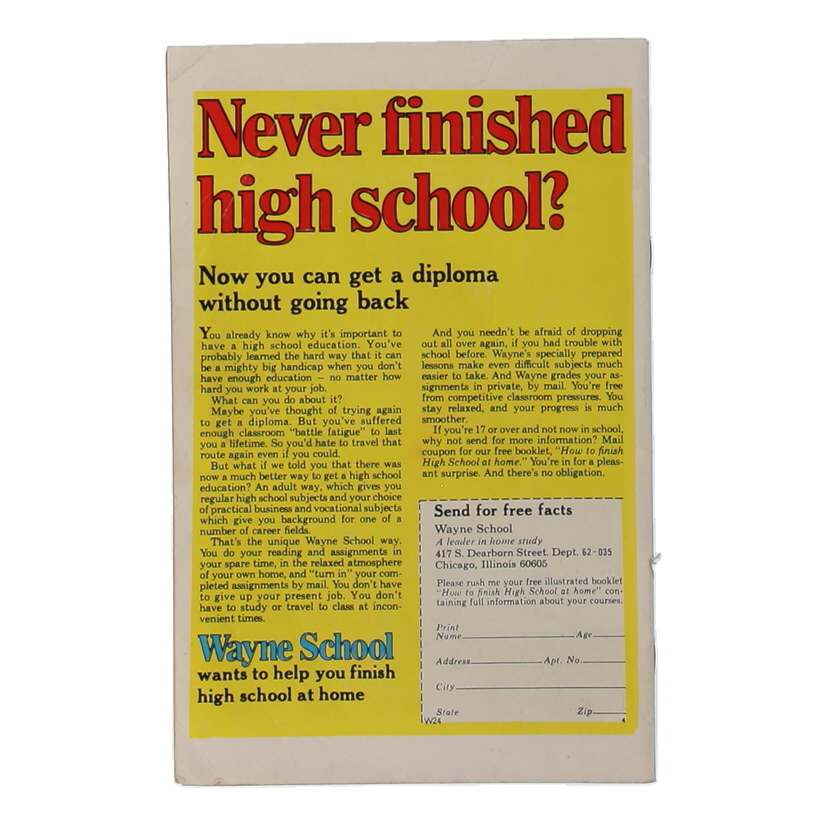 Never finished
high school?
Now you can get a diploma
without going back
You already know why it's important to
have a high school education. You've
probably learned the hard way that it can
be a mighty big handicap when you don't
have enough education — no matter how
hard you work at your job.
What can you do about it?
Maybe you've thought of trying again
to get a diploma. But you've suffered
enough classroom "battle fatigue" to last
you a lifetime. So you'd hate to travel that
route again even if you could.
But what if we told you that there was
now a much better way to get a high school
education? An adult way, which gives you
regular high school subjects and your choice
of practical business and vocational subjects
which give you background for one of a
number of career fields.
That's the unique Wayne School way.
You do your reading and assignments in
your spare time, in the relaxed atmosphere
of your own home, and "turn in" your com-
pleted assignments by mail. You don't have
to give up your present job. You don't
have to study or travel to class at incon-
venient times.
Wayne School
wants to help you finish
high school at home
And you needn't be afraid of dropping
out all over again, if you had trouble with
school before. Wayne's specially prepared
lessons make even difficult subjects much
easier to take. And Wayne grades your as-
signments in private, by mail. You're free
from competitive classroom pressures. You
stay relaxed, and your progress is much
smoother.
If you're 17 or over and not now in school,
why not send for more information? Mail
coupon for our free booklet, "How to finish
High School at home." You're in for a pleas-
ant surprise. And there's no obligation.
Send for free facts
Wayne School
A leader in home study
417 S. Dearborn Street. Dept. 62-035
Chicago, Illinois 60605
Please rush me your free illustrated booklet
"How to finish High School at home" con-
taining full information about your courses.
Print
Name Age
Address Apt. No.
City
State Zip
W24 4